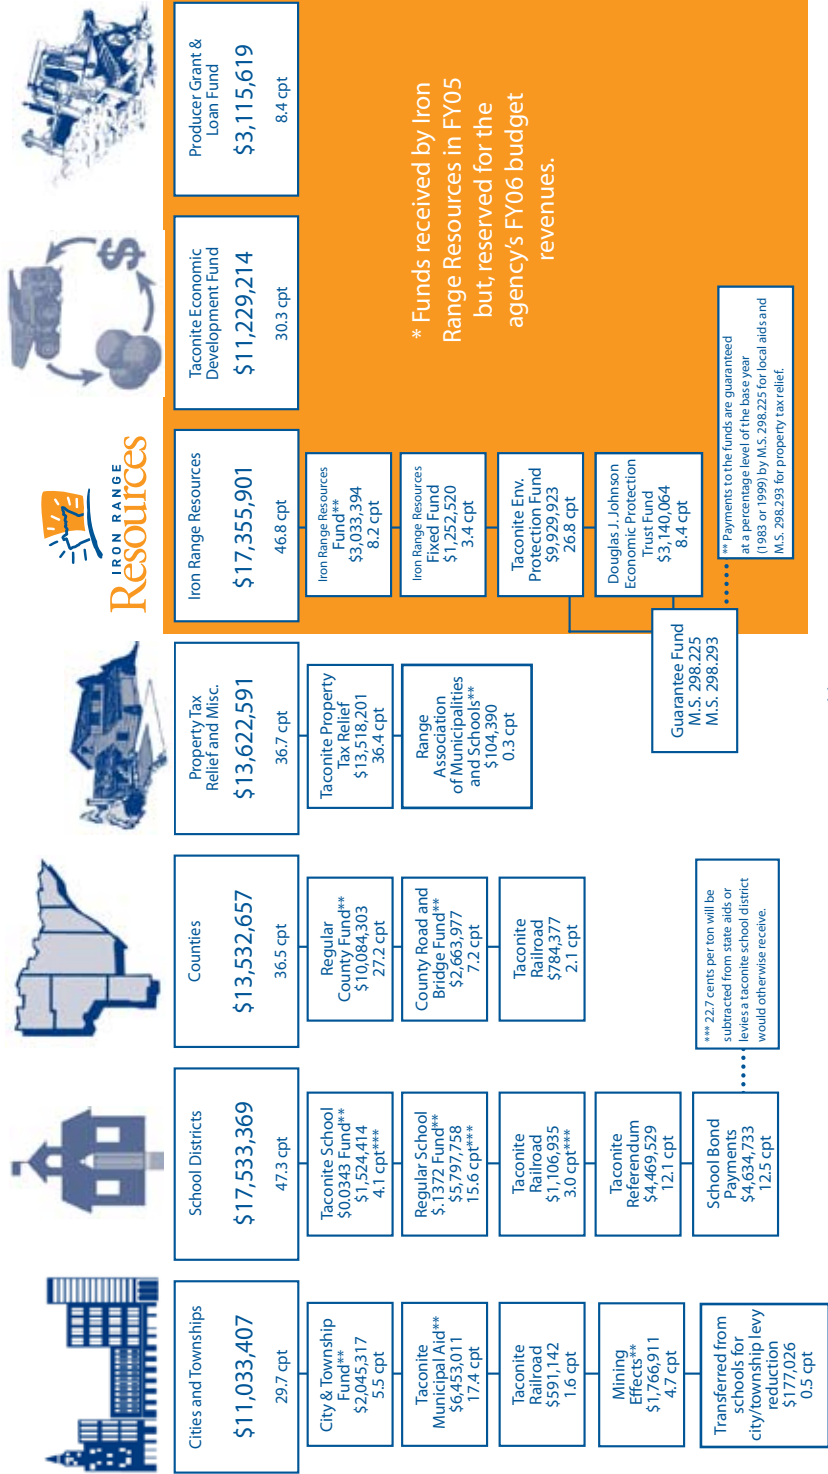 Cities and Townships
$11,033,407
29.7 cpt
City & Township
Fund**
$2,045,317
5.5 cpt
Taconite
Municipal Aid**
$6,453,011
17.4 cpt
Taconite
Railroad
$591,142
1.6 cpt
Mining
Effects**
$1,766,911
4.7 cpt
Transferred from
schools for
city/township levy
reduction
$177,026
0.5 cpt
School Districts
$17,533,369
47.3 cpt
Taconite School
$0.0343 Fund**
$1,524,414
4.1 cpt***
Regular School
$.1372 Fund**
$5,797,758
15.6 cpt***
Taconite
Railroad
$1,106,935
3.0 cpt***
Taconite
Referendum
$4,469,529
12.1 cpt
School Bond
Payments
$4,634,733
12.5 cpt
*** 22.7 cents per ton will be
subtracted from state aids or
levies a taconite school district
would otherwise receive.
Counties
$13,532,657
36.5 cpt
Regular
County Fund**
$10,084,303
27.2 cpt
County Road and
Bridge Fund**
$2,663,977
7.2 cpt
Taconite
Railroad
$784,377
2.1 cpt
Property Tax
Relief and Misc.
$13,622,591
36.7 cpt
Taconite Property
Tax Relief
$13,518,201
36.4 cpt
Range
Association
of Municipalities
and Schools**
$104,390
0.3 cpt
IRON RANGE
Resources
Iron Range Resources
$17,355,901
46.8 cpt
Iron Range Resources
Fund**
$3,033,394
8.2 cpt
Iron Range Resources
Fixed Fund
$1,252,520
3.4 cpt
Taconite Env.
Protection Fund
$9,929,923
26.8 cpt
Douglas J. Johnson
Economic Protection
Trust Fund
$3,140,064
8.4 cpt
Guarantee Fund
M.S. 298.225
M.S. 298.293
** Payments to the funds are guaranteed
at a percentage level of the base year
(1983 or 1999) by M.S. 298.225 for local aids and
M.S. 298.293 for property tax relief.
$
Taconite Economic
Development Fund
$11,229,214
30.3 cpt
Producer Grant &
Loan Fund
$3,115,619
8.4 cpt
* Funds received by Iron
Range Resources in FY05
but, reserved for the
agency's FY06 budget
revenues.